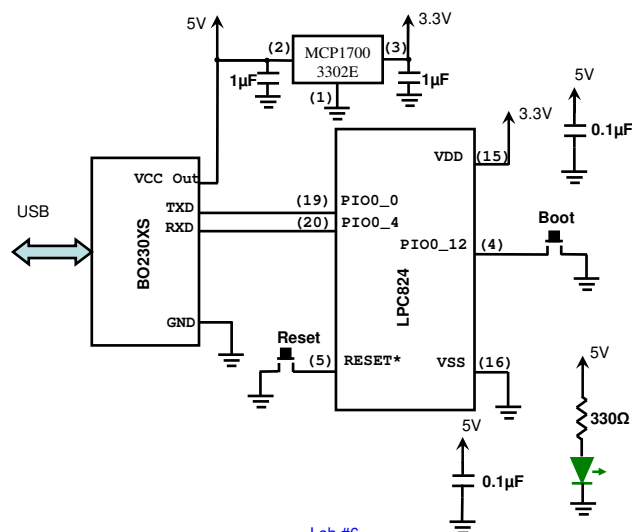 5V
3.3V
(2)
MCP1700
3302E
(3)
1µF
1µF
(1)
5V
0.1µF
3.3V
VDD
(15)
VCC Out
USB
TXD
(19)
PIO0_0
RXD
(20)
PIO0_4
BO230XS
LPC824
PIO0_12
(4)
Boot
GND
Reset
(5)
RESET*
VSS
(16)
5V
330Ω
5V
0.1µF
Lab #6